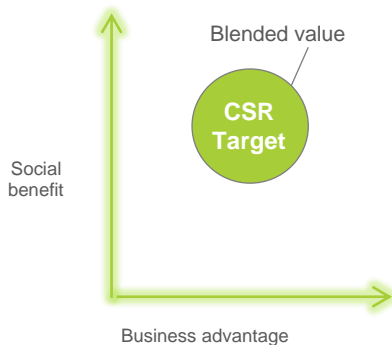 Blended value
CSR
Target
Social
benefit
Business advantage